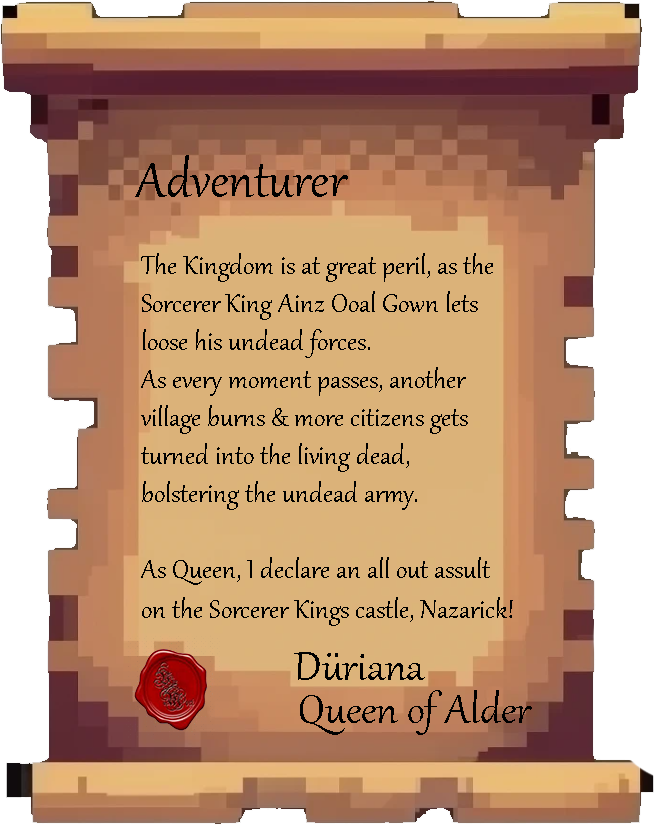 Adventurer
The Kingdom is at great peril, as the
Sorcerer King Ainz Ooal Gown lets
loose his undead forces.
As every moment passes, another
village burns & more citizens gets
turned into the living dead,
bolstering the undead army.
As Queen, I declare an all out assult
on the Sorcerer Kings castle, Nazarick!
Düriana
Queen of Alder